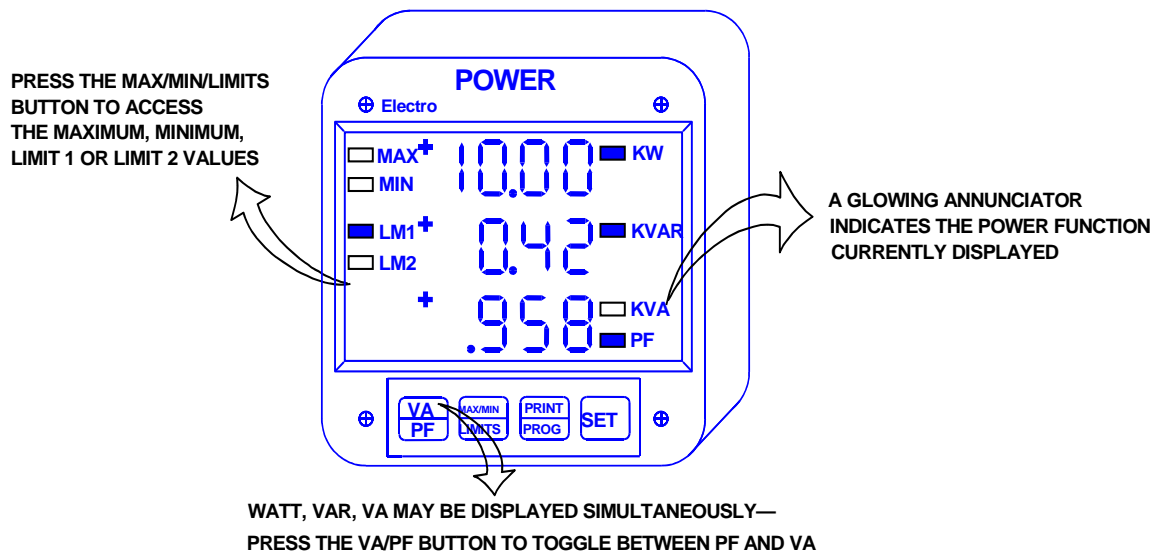 POWER
Electro
PRESS THE MAX/MIN/LIMITS
BUTTON TO ACCESS
THE MAXIMUM, MINIMUM,
LIMIT 1 OR LIMIT 2 VALUES
MAX + 10.00 KW
MIN
LM1 + 0.42 KVAR
LM2
+ .958 KVA
PF
A GLOWING ANNUNCIATOR
INDICATES THE POWER FUNCTION
CURRENTLY DISPLAYED
VA
PF
MAX/MIN
LIMITS
PRINT
PROG
SET
WATT, VAR, VA MAY BE DISPLAYED SIMULTANEOUSLY—
PRESS THE VA/PF BUTTON TO TOGGLE BETWEEN PF AND VA